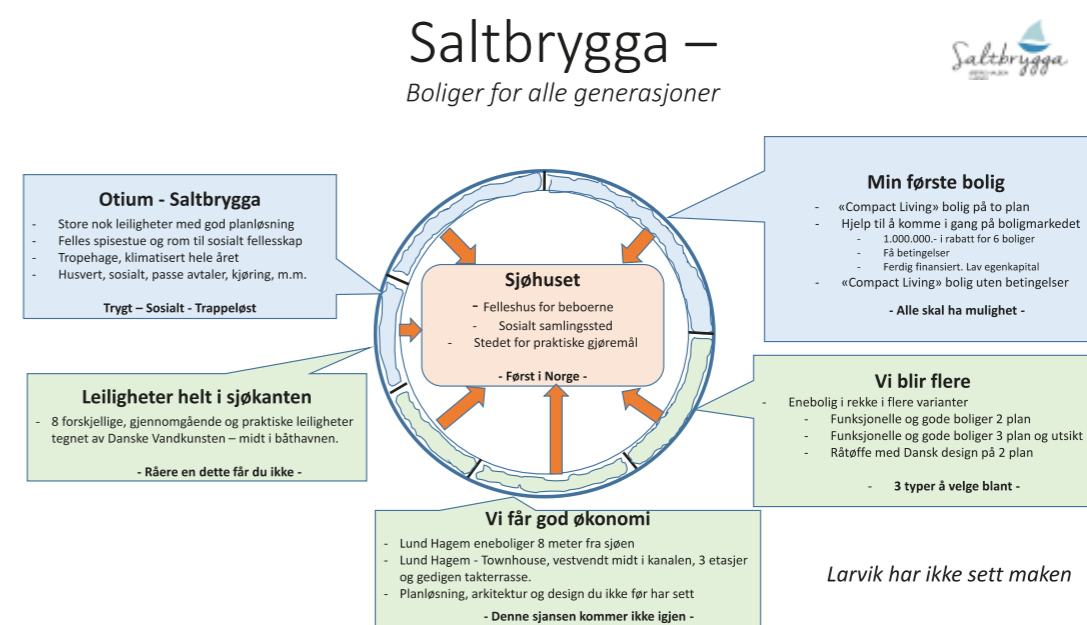 Saltbrygga –
Boliger for alle generasjoner
Saltbrygga
Otium - Saltbrygga
- Store nok leiligheter med god planløsning
- Felles spisestue og rom til sosialt fellesskap
- Tropehage, klimatisert hele året
- Husvert, sosialt, passe avtaler, kjøring, m.m.
Trygt – Sosialt - Trappeløst
Min første bolig
- «Compact Living» bolig på to plan
- Hjelp til å komme i gang på boligmarkedet
- 1.000.000.- i rabatt for 6 boliger
- Få betingelser
- Ferdig finansiert. Lav egenkapital
- «Compact Living» bolig uten betingelser
- Alle skal ha mulighet -
Sjøhuset
- Felleshus for beboerne
- Sosialt samlingssted
- Stedet for praktiske gjøremål
- Først i Norge -
Leiligheter helt i sjøkanten
- 8 forskjellige, gjennomgående og praktiske leiligheter
tegnet av Danske Vandkunsten – midt i båthavnen.
- Råere en dette får du ikke -
Vi blir flere
- Enebolig i rekke i flere varianter
- Funksjonelle og gode boliger 2 plan
- Funksjonelle og gode boliger 3 plan og utsikt
- Råtøffe med Dansk design på 2 plan
- 3 typer å velge blant -
Vi får god økonomi
- Lund Hagem eneboliger 8 meter fra sjøen
- Lund Hagem - Townhouse, vestvendt midt i kanalen, 3 etasjer
og gedigen takterrasse.
- Planløsning, arkitektur og design du ikke før har sett
- Denne sjansen kommer ikke igjen -
Larvik har ikke sett maken